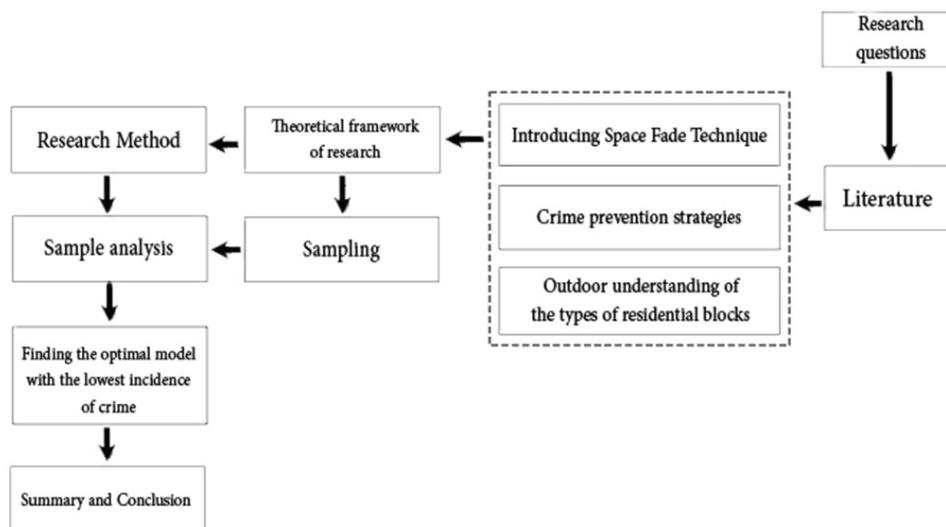 Research
questions
Literature
Introducing Space Fade Technique
Crime prevention strategies
Outdoor understanding of
the types of residential blocks
Theoretical framework
of research
Sampling
Research Method
Sample analysis
Finding the optimal model
with the lowest incidence
of crime
Summary and Conclusion